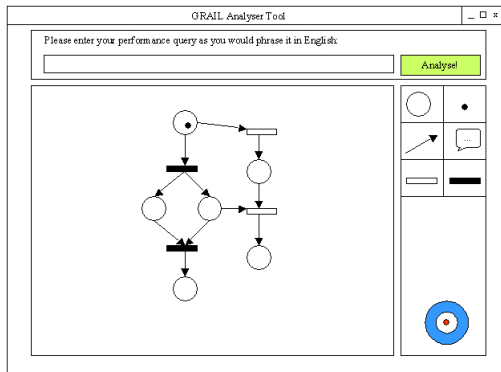 GRAIL Analyser Tool
Please enter your performance query as you would phrase it in English:
Analyse!
...